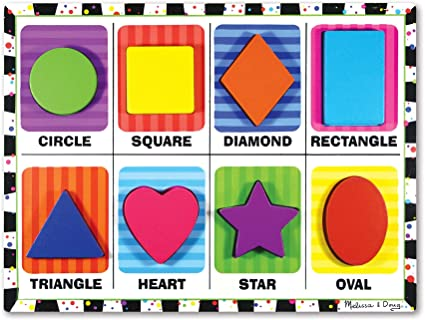 CIRCLE SQUARE DIAMOND RECTANGLE
TRIANGLE HEART STAR OVAL
Melissa & Doug